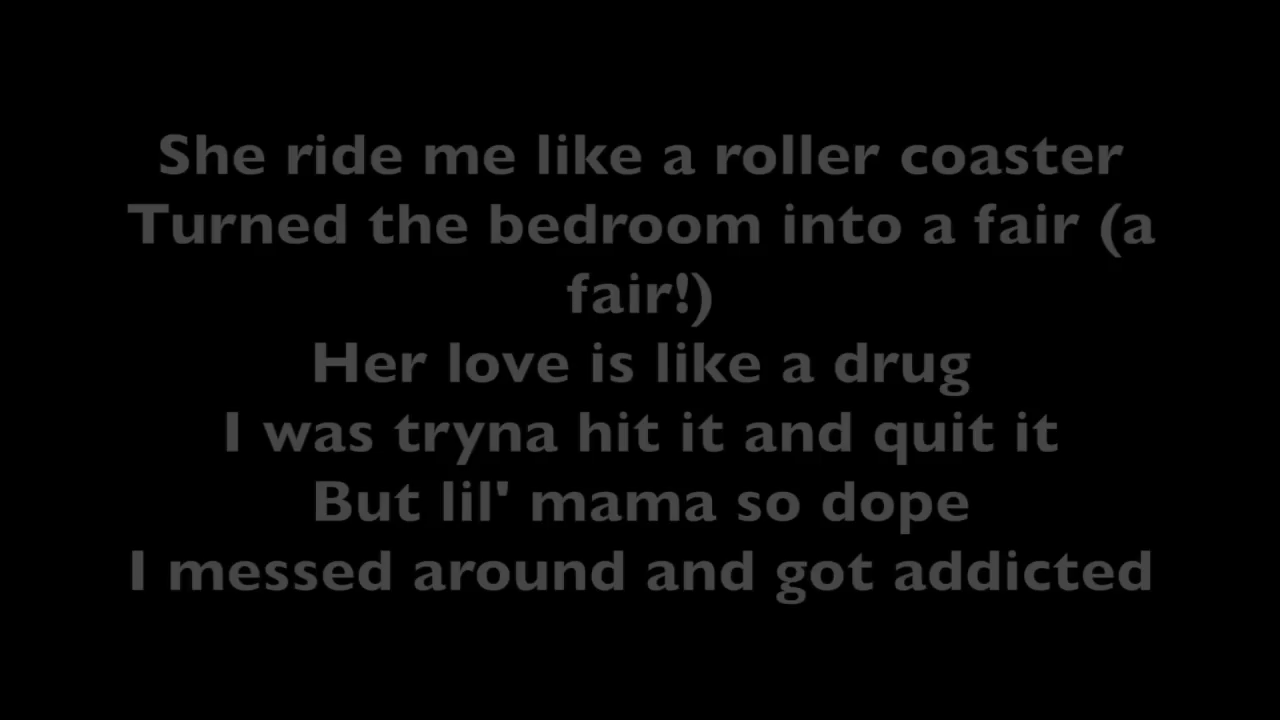 She ride me like a roller coaster
Turned the bedroom into a fair (a
fair!)
Her love is like a drug
I was tryna hit it and quit it
But lil' mama so dope
I messed around and got addicted